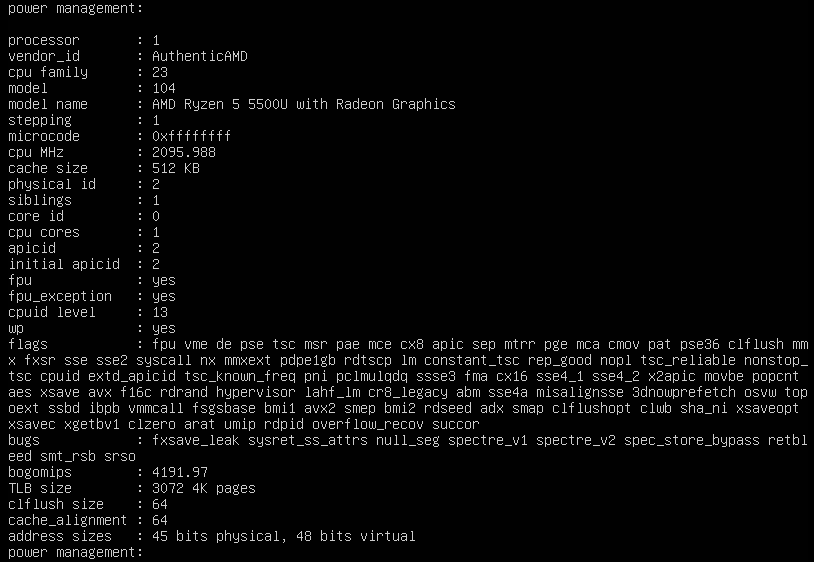 power management:

processor       : 1
vendor_id       : AuthenticAMD
cpu family      : 23
model           : 104
model name      : AMD Ryzen 5 5500U with Radeon Graphics
stepping        : 1
microcode       : 0xffffffff
cpu MHz         : 2095.988
cache size      : 512 KB
physical id     : 2
siblings        : 1
core id         : 0
cpu cores       : 1
apicid          : 2
initial apicid  : 2
fpu             : yes
fpu_exception   : yes
cpuid level     : 13
wp              : yes
flags           : fpu vme de pse tsc msr pae mce cx8 apic sep mtrr pge mca cmov pat pse36 clflush mm
x fxsr sse sse2 syscall nx mmxext pdpe1gb rdtscp lm constant_tsc rep_good nopl tsc_reliable nonstop_
tsc cpuid extd_apicid tsc_known_freq pni pclmulqdq ssse3 fma cx16 sse4_1 sse4_2 x2apic movbe popcnt
aes xsave avx f16c rdrand hypervisor lahf_lm cr8_legacy abm sse4a misalignsse 3dnowprefetch osvw top
oext ssbd ibpb vmmcall fsgsbase bmi1 avx2 smep bmi2 rdseed adx smap clflushopt clwb sha_ni xsaveopt
xsavec xgetbv1 clzero arat umip rdpid overflow_recov succor
bugs            : fxsave_leak sysret_ss_attrs null_seg spectre_v1 spectre_v2 spec_store_bypass retbl
eed smt_rsb srso
bogomips        : 4191.97
TLB size        : 3072 4K pages
clflush size    : 64
cache_alignment : 64
address sizes   : 45 bits physical, 48 bits virtual
power management: